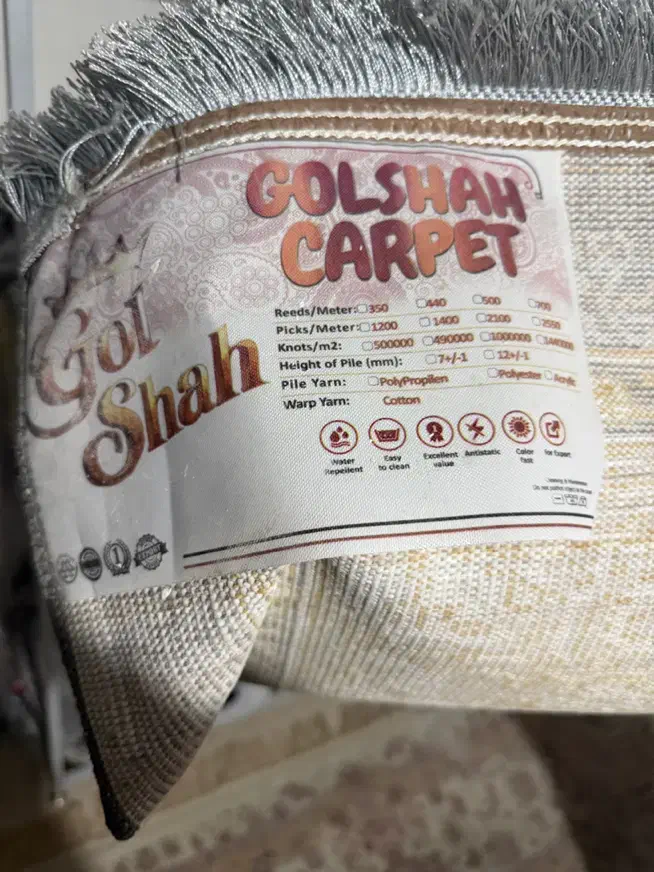 GOLSHAH
CARPET
Gol
Shah
Reeds/Meter: 350 440 500 700
Picks/Meter: 1200 1400 2100 2550
Knots/m2: 500000 490000 1000000 1440000
Height of Pile (mm): 7+/-1 12+/-1
Pile Yarn: PolyPropilen Polyester Acrylic
Warp Yarn: Cotton
Water
Repellent
Easy
to clean
Excellent
value
Antistatic
Color
fast
for Export
1